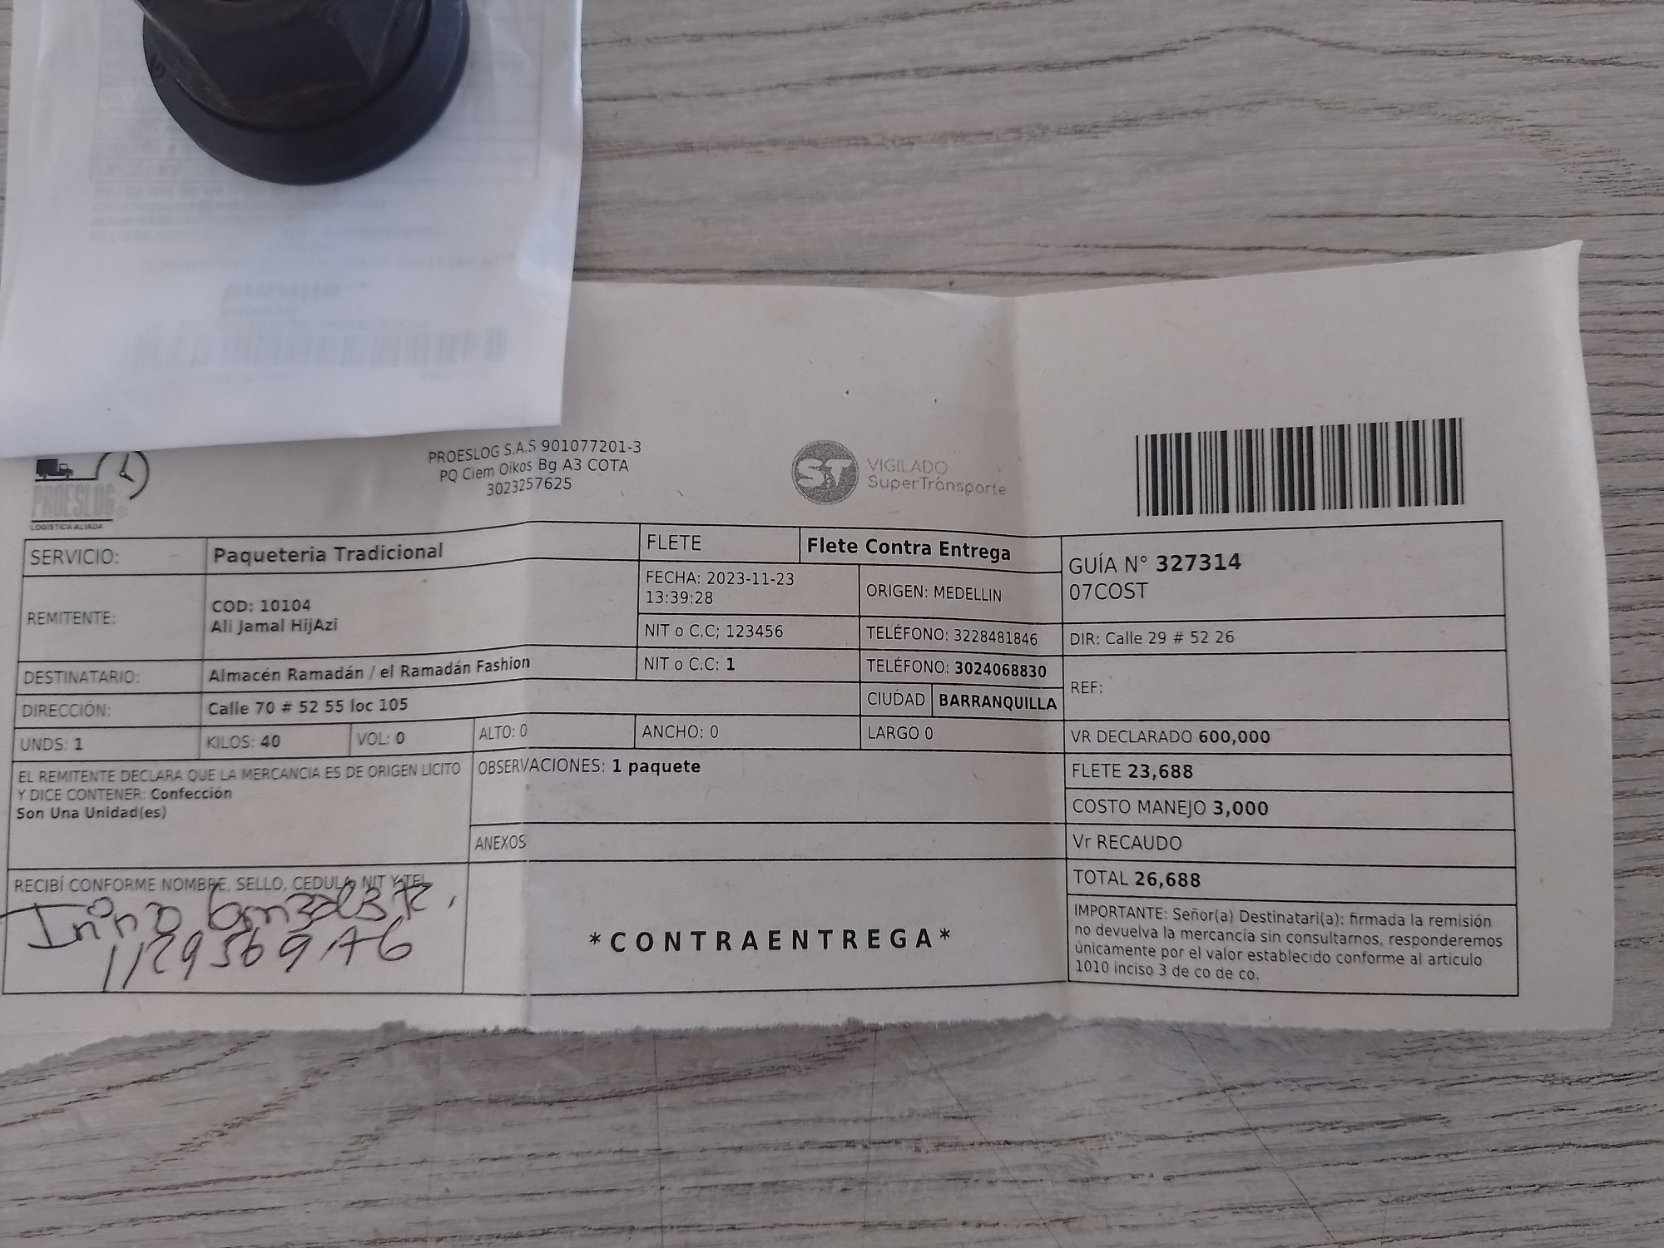 PROESLOG
LOGISTICA ALIADA
PROESLOG S.A.S 901077201-3
PQ Ciem Oikos Bg A3 COTA
3023257625
ST VIGILADO
SuperTransporte
SERVICIO: Paqueteria Tradicional
FLETE Flete Contra Entrega
GUÍA N° 327314
07COST
REMITENTE: COD: 10104
Ali Jamal HijAzi
FECHA: 2023-11-23
13:39:28
ORIGEN: MEDELLIN
NIT o C.C; 123456
TELÉFONO: 3228481846
DIR: Calle 29 # 52 26
DESTINATARIO: Almacén Ramadán / el Ramadán Fashion
NIT o C.C: 1
TELÉFONO: 3024068830
REF:
DIRECCIÓN: Calle 70 # 52 55 loc 105
CIUDAD BARRANQUILLA
UNDS: 1 KILOS: 40 VOL: 0 ALTO: 0 ANCHO: 0 LARGO 0
VR DECLARADO 600,000
EL REMITENTE DECLARA QUE LA MERCANCIA ES DE ORIGEN LICITO
Y DICE CONTENER: Confección
Son Una Unidad(es)
OBSERVACIONES: 1 paquete
FLETE 23,688
COSTO MANEJO 3,000
ANEXOS
Vr RECAUDO
TOTAL 26,688
RECIBÍ CONFORME NOMBRE, SELLO, CEDULA, NIT Y TEL
*CONTRAENTREGA*
IMPORTANTE: Señor(a) Destinatari(a): firmada la remisión
no devuelva la mercancía sin consultarnos, responderemos
únicamente por el valor establecido conforme al articulo
1010 inciso 3 de co de co.